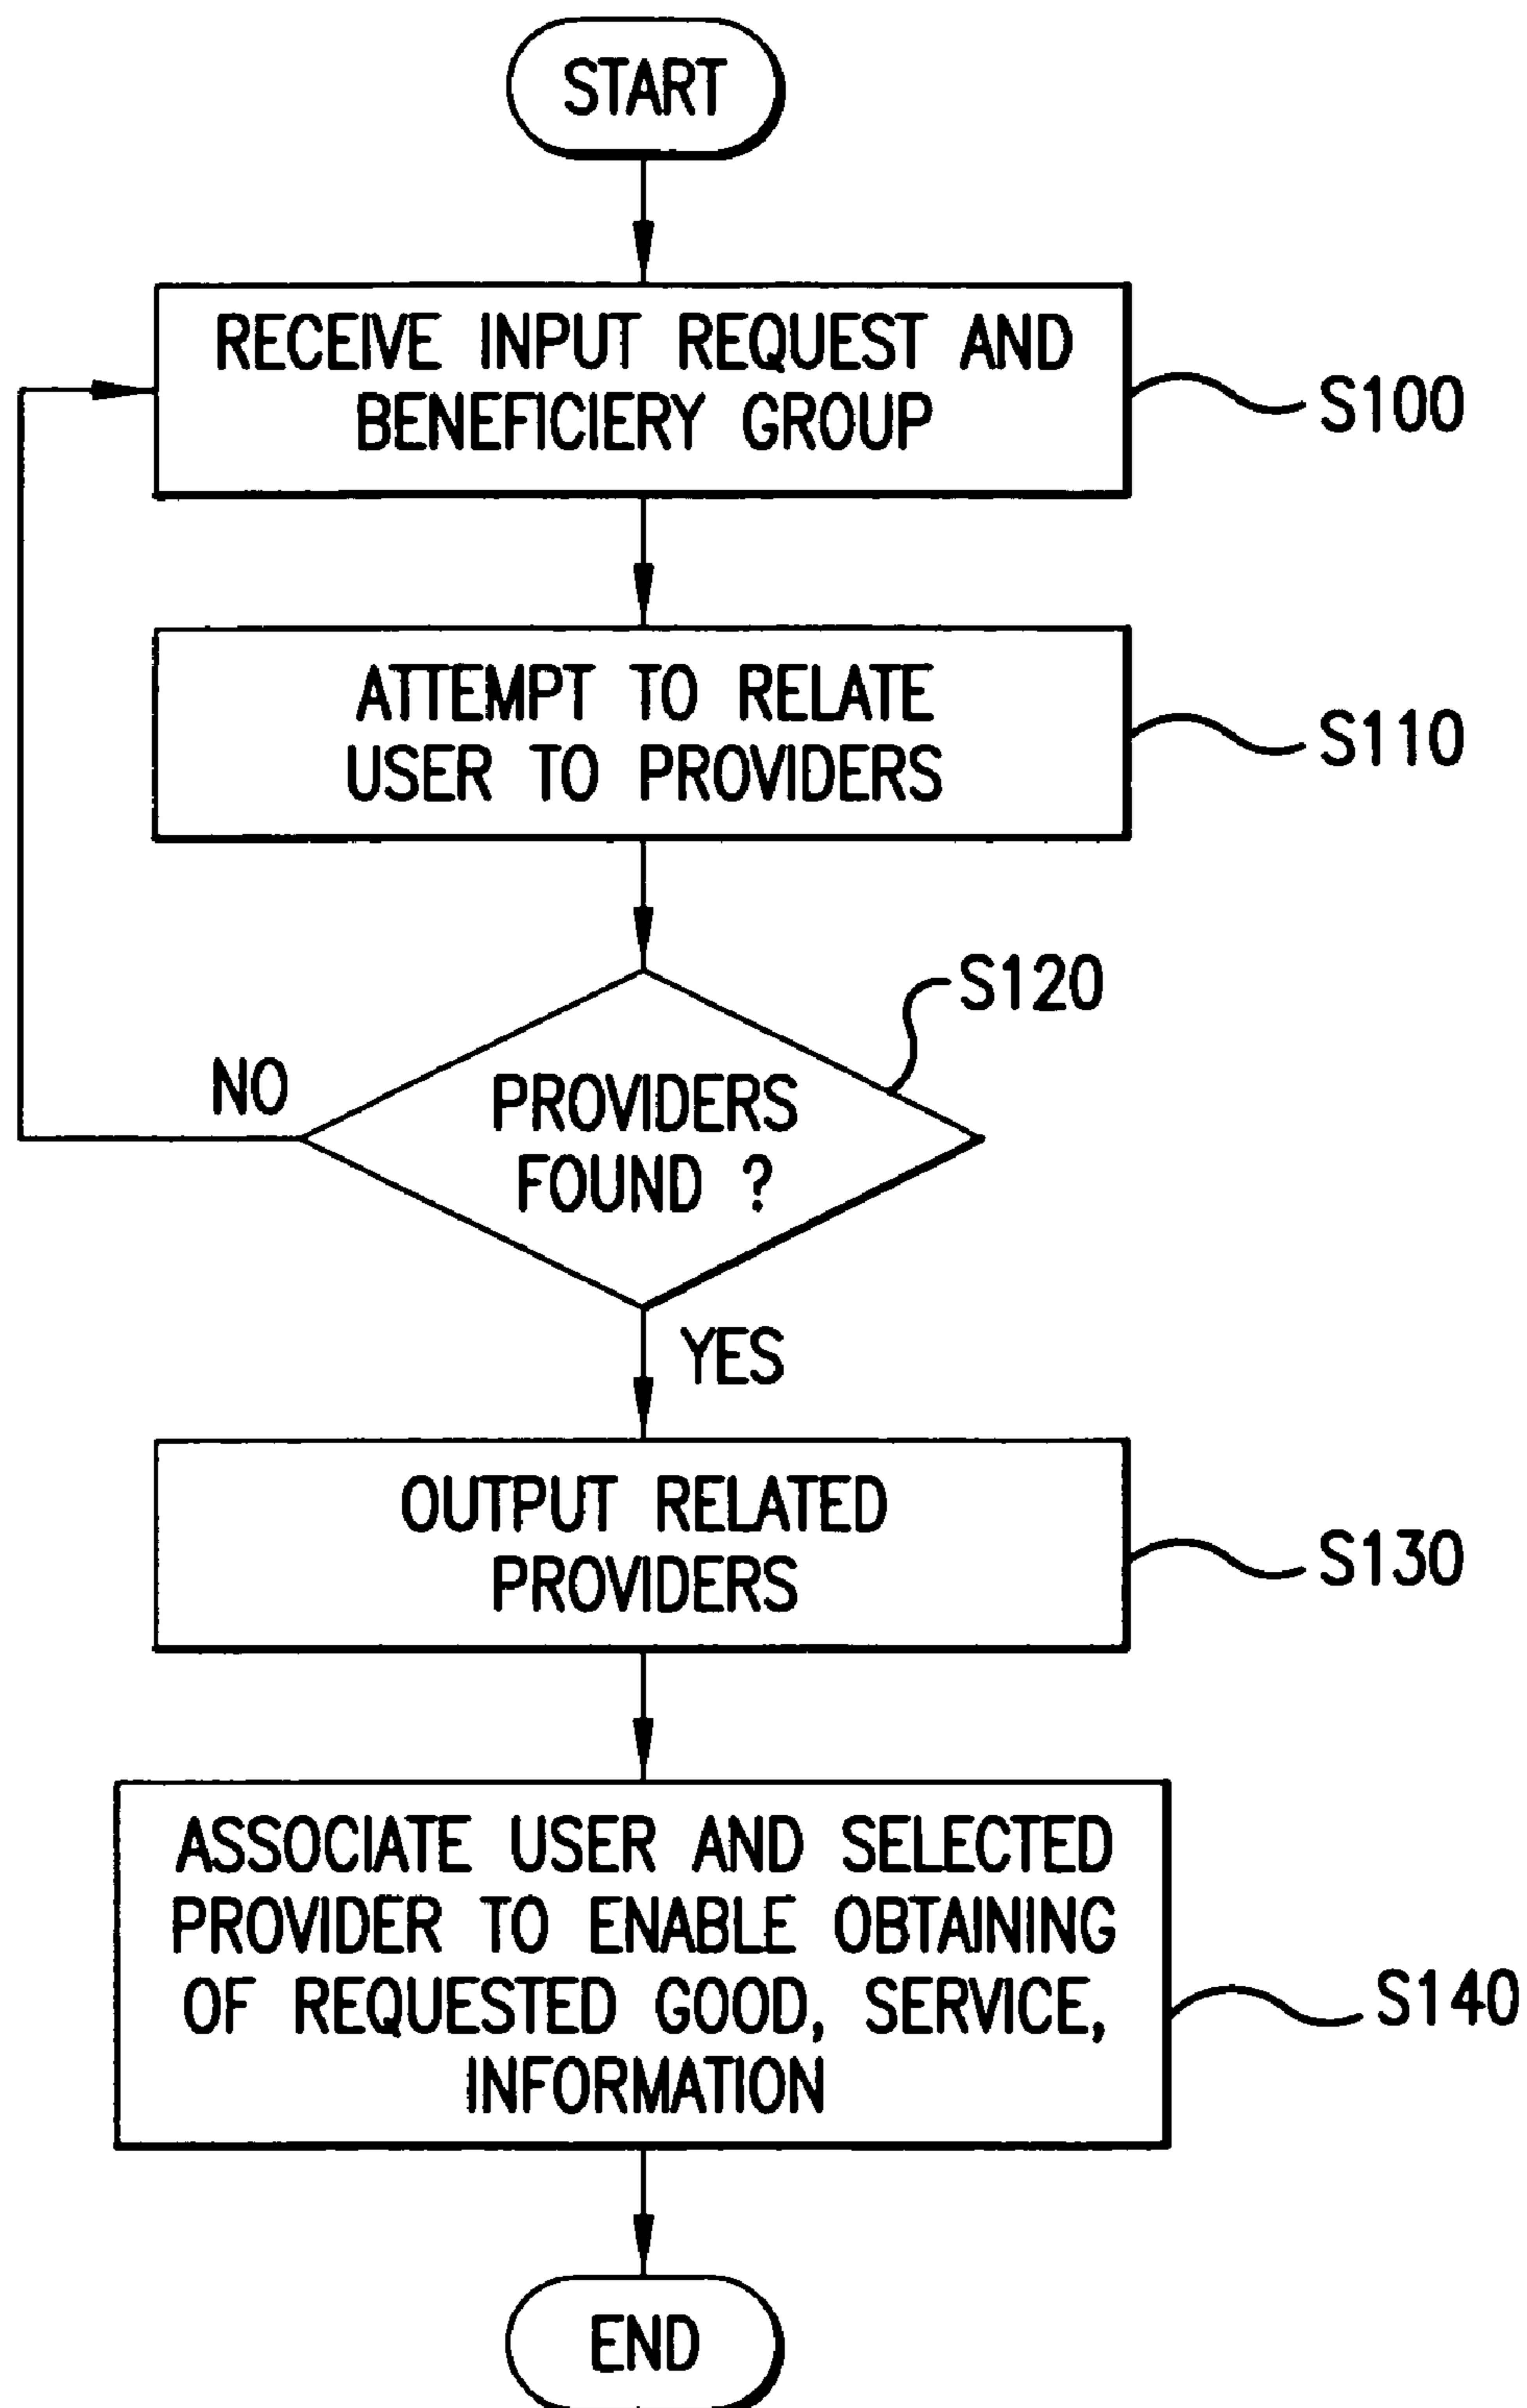 START
RECEIVE INPUT REQUEST AND
BENEFICIERY GROUP
S100
ATTEMPT TO RELATE
USER TO PROVIDERS
S110
S120
NO
PROVIDERS
FOUND ?
YES
OUTPUT RELATED
PROVIDERS
S130
ASSOCIATE USER AND SELECTED
PROVIDER TO ENABLE OBTAINING
OF REQUESTED GOOD, SERVICE,
INFORMATION
S140
END